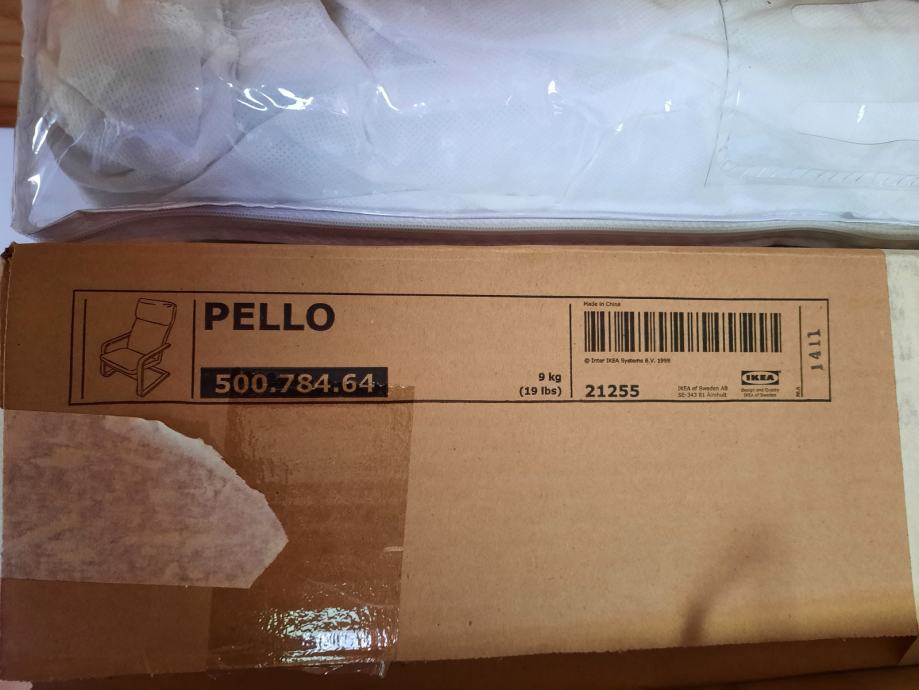 PELLO
500.784.64
9 kg
(19 lbs)
Made in China
© Inter IKEA Systems B.V. 1999
21255
IKEA of Sweden AB
SE-343 81 Älmhult
IKEA
Design and Quality
IKEA of Sweden
MA
1411